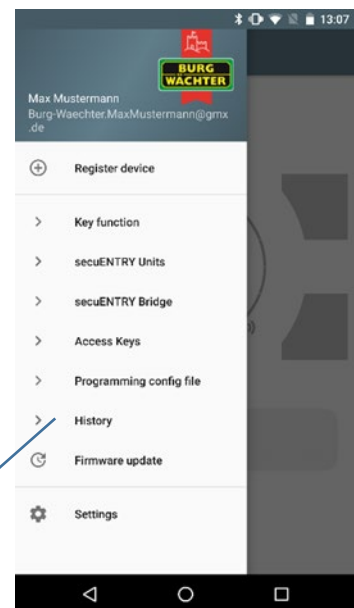 13:07
BURG
WÄCHTER
Max Mustermann
Burg-Waechter.MaxMustermann@gmx
.de
Register device
Key function
secuENTRY Units
secuENTRY Bridge
Access Keys
Programming config file
History
Firmware update
Settings